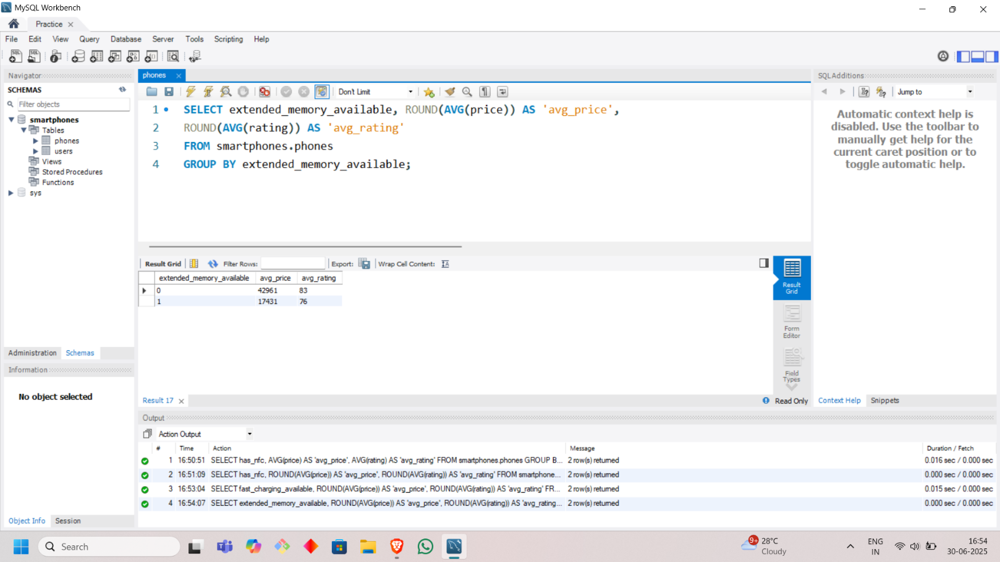 MySQL Workbench
Practice
File Edit View Query Database Server Tools Scripting Help
Navigator
SCHEMAS
Filter objects
smartphones
Tables
phones
users
Views
Stored Procedures
Functions
sys
Administration Schemas
Information
No object selected
Object Info Session
phones
Don't Limit
1 SELECT extended_memory_available, ROUND(AVG(price)) AS 'avg_price',
2 ROUND(AVG(rating)) AS 'avg_rating'
3 FROM smartphones.phones
4 GROUP BY extended_memory_available;
Result Grid Filter Rows: Export: Wrap Cell Content:
extended_memory_available avg_price avg_rating
0 42961 83
1 17431 76
Result
Grid
Form
Editor
Field
Types
Result 17
Read Only
SQLAdditions
Jump to
Automatic context help is
disabled. Use the toolbar to
manually get help for the
current caret position or to
toggle automatic help.
Context Help Snippets
Output
Action Output
# Time Action Message Duration / Fetch
1 16:50:51 SELECT has_nfc, AVG(price) AS 'avg_price', AVG(rating) AS 'avg_rating' FROM smartphones.phones GROUP B... 2 row(s) returned 0.016 sec / 0.000 sec
2 16:51:09 SELECT has_nfc, ROUND(AVG(price)) AS 'avg_price', ROUND(AVG(rating)) AS 'avg_rating' FROM smartphone... 2 row(s) returned 0.000 sec / 0.000 sec
3 16:53:04 SELECT fast_charging_available, ROUND(AVG(price)) AS 'avg_price', ROUND(AVG(rating)) AS 'avg_rating' FR... 2 row(s) returned 0.015 sec / 0.000 sec
4 16:54:07 SELECT extended_memory_available, ROUND(AVG(price)) AS 'avg_price', ROUND(AVG(rating)) AS 'avg_rating... 2 row(s) returned 0.000 sec / 0.000 sec
Search
9+
28°C
Cloudy
ENG
IN
16:54
30-06-2025